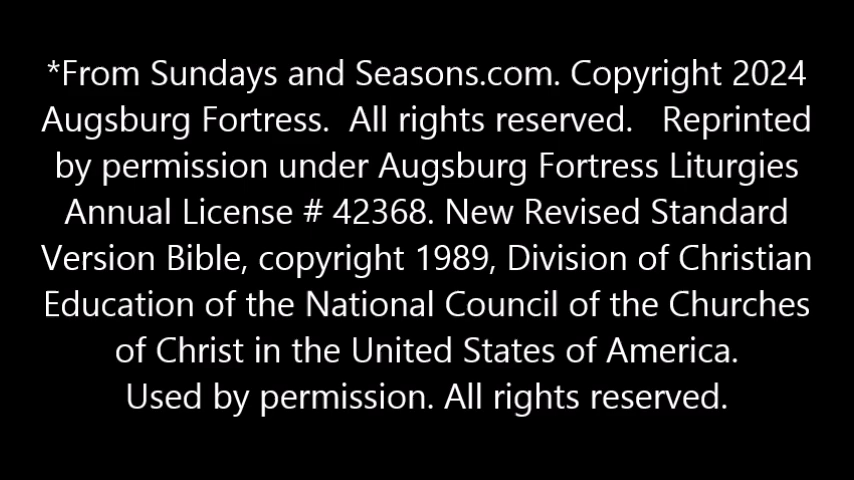 *From Sundays and Seasons.com. Copyright 2024
Augsburg Fortress.  All rights reserved.   Reprinted
by permission under Augsburg Fortress Liturgies
Annual License # 42368. New Revised Standard
Version Bible, copyright 1989, Division of Christian
Education of the National Council of the Churches
of Christ in the United States of America.
Used by permission. All rights reserved.